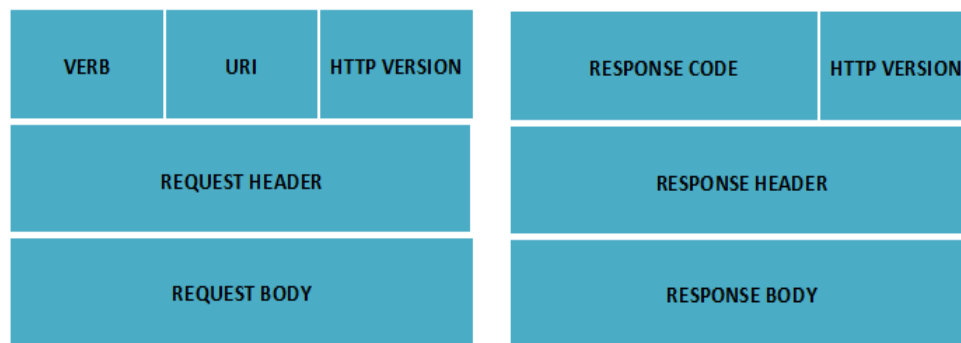 VERB URI HTTP VERSION
REQUEST HEADER
REQUEST BODY
RESPONSE CODE HTTP VERSION
RESPONSE HEADER
RESPONSE BODY